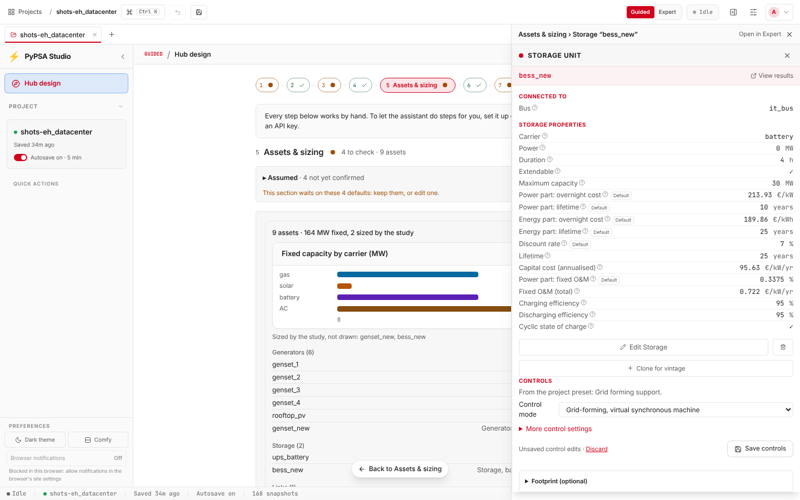 Projects / shots-eh_datacenter
Ctrl K
Guided Expert
Idle
A
shots-eh_datacenter
PyPSA Studio
Hub design
PROJECT
shots-eh_datacenter
Saved 34m ago
Autosave on · 5 min
QUICK ACTIONS
PREFERENCES
Dark theme
Comfy
Browser notifications Off
Blocked in this browser: allow notifications in the
browser's site settings
GUIDED / Hub design
1 2 3 4 5 Assets & sizing 6 7
Every step below works by hand. To let the assistant do steps for you, set it up
an API key.
5 Assets & sizing 4 to check · 9 assets
▸ Assumed · 4 not yet confirmed
This section waits on these 4 defaults: keep them, or edit one.
9 assets · 164 MW fixed, 2 sized by the study
Fixed capacity by carrier (MW)
gas
solar
battery
AC
0
Sized by the study, not drawn: genset_new, bess_new
Generators (6)
genset_1
genset_2
genset_3
genset_4
rooftop_pv
genset_new
Storage (2)
ups_battery
bess_new
Back to Assets & sizing
Assets & sizing › Storage "bess_new"
Open in Expert
STORAGE UNIT
bess_new
View results
CONNECTED TO
Bus it_bus
STORAGE PROPERTIES
Carrier battery
Power 0 MW
Duration 4 h
Extendable ✓
Maximum capacity 30 MW
Power part: overnight cost Default 213.93 €/kW
Power part: lifetime Default 10 years
Energy part: overnight cost Default 189.86 €/kWh
Energy part: lifetime Default 25 years
Discount rate Default 7 %
Lifetime 25 years
Capital cost (annualised) 95.63 €/kW/yr
Power part: fixed O&M Default 0.3375 %
Fixed O&M (total) 0.722 €/kW/yr
Charging efficiency 95 %
Discharging efficiency 95 %
Cyclic state of charge ✓
Edit Storage
+ Clone for vintage
CONTROLS
From the project preset: Grid forming support.
Control
mode
Grid-forming, virtual synchronous machine
▸ More control settings
Unsaved control edits · Discard
Save controls
▸ Footprint (optional)
Idle shots-eh_datacenter Saved 34m ago Autosave on 168 snapshots